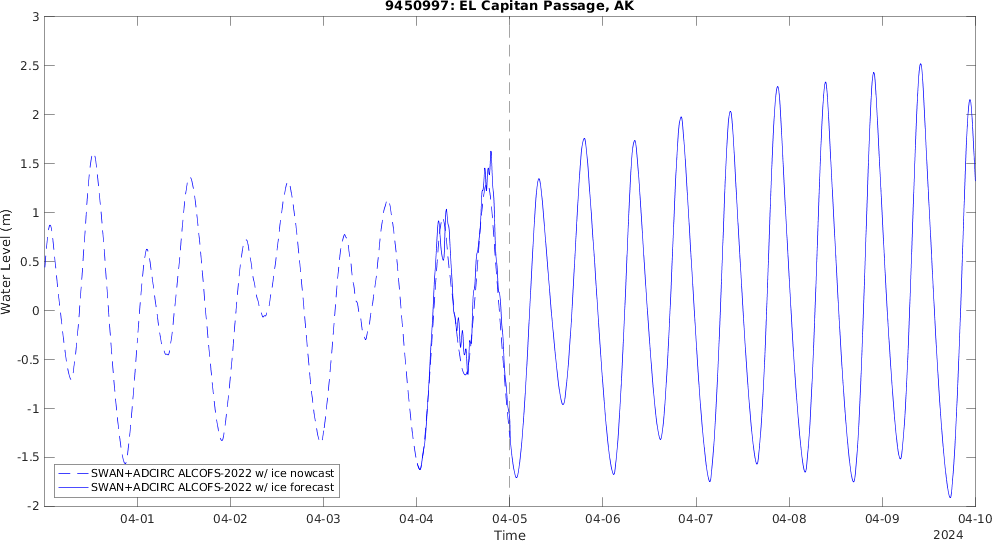 9450997: EL Capitan Passage, AK
3
2.5
2
1.5
1
0.5
0
-0.5
-1
-1.5
-2
Water Level (m)
SWAN+ADCIRC ALCOFS-2022 w/ ice nowcast
SWAN+ADCIRC ALCOFS-2022 w/ ice forecast
04-01 04-02 04-03 04-04 04-05 04-06 04-07 04-08 04-09 04-10
Time
2024